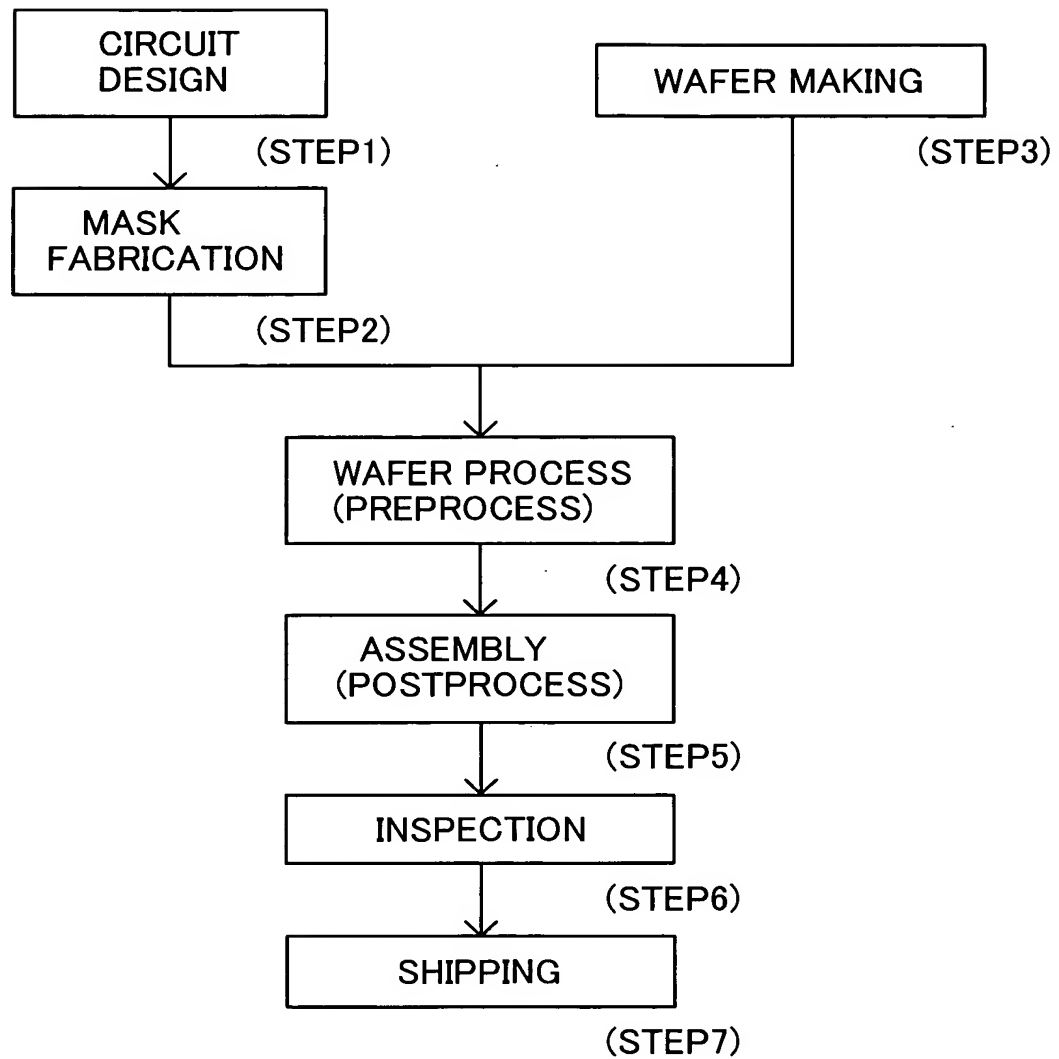 CIRCUIT
DESIGN
(STEP1)
WAFER MAKING
(STEP3)
MASK
FABRICATION
(STEP2)
WAFER PROCESS
(PREPROCESS)
(STEP4)
ASSEMBLY
(POSTPROCESS)
(STEP5)
INSPECTION
(STEP6)
SHIPPING
(STEP7)